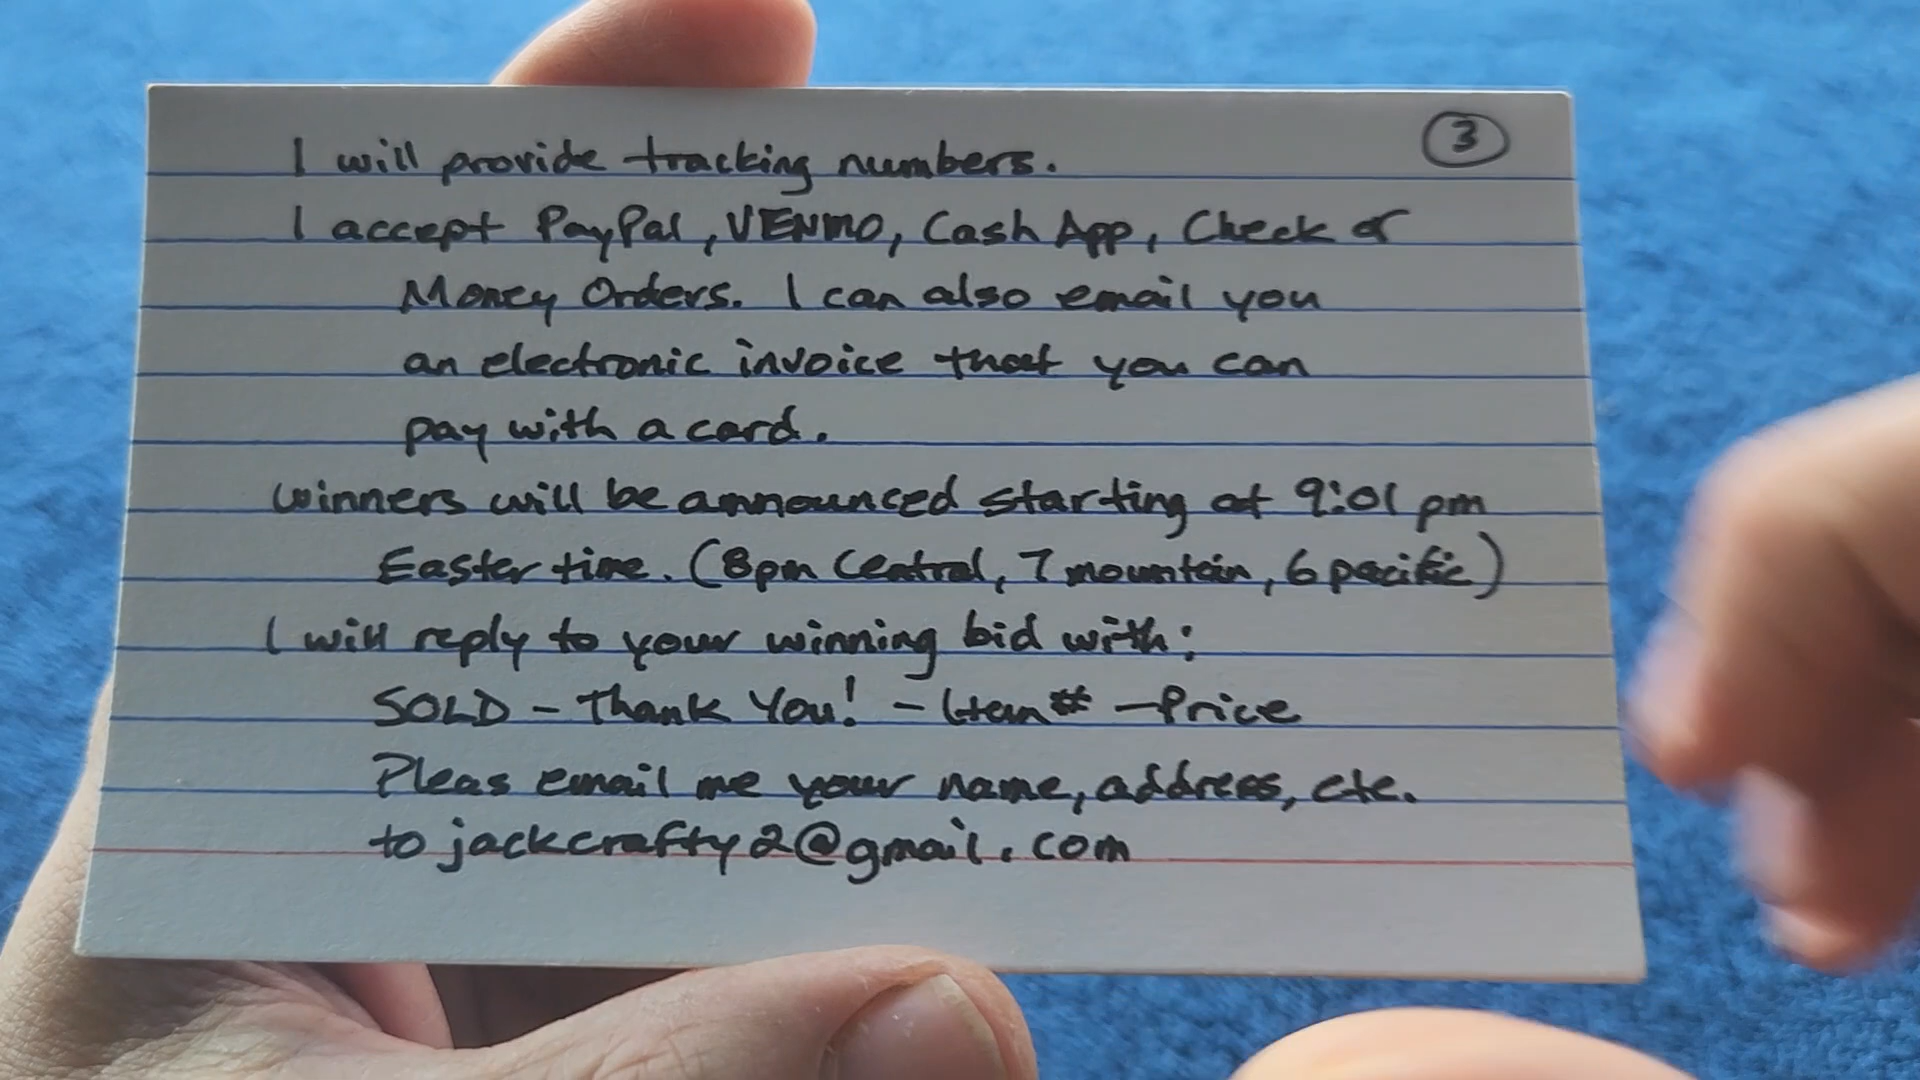 3
I will provide tracking numbers.
I accept PayPal, VENMO, Cash App, Check or
Money Orders. I can also email you
an electronic invoice that you can
pay with a card.
Winners will be announced starting at 9:01 pm
Easter time. (8pm Central, 7 mountain, 6 pacific)
I will reply to your winning bid with:
SOLD - Thank You! - Item # - Price
Pleas email me your name, address, etc.
to jackcrafty2@gmail.com